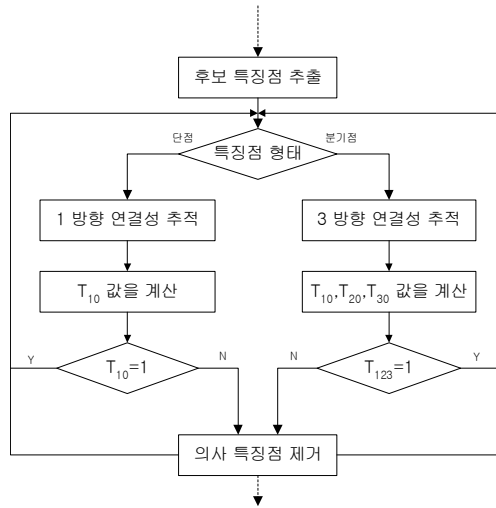 후보 특징점 추출
단점
특징점 형태
분기점
1 방향 연결성 추적
3 방향 연결성 추적
T10 값을 계산
T10,T20,T30 값을 계산
Y
T10=1
N
N
T123=1
Y
의사 특징점 제거